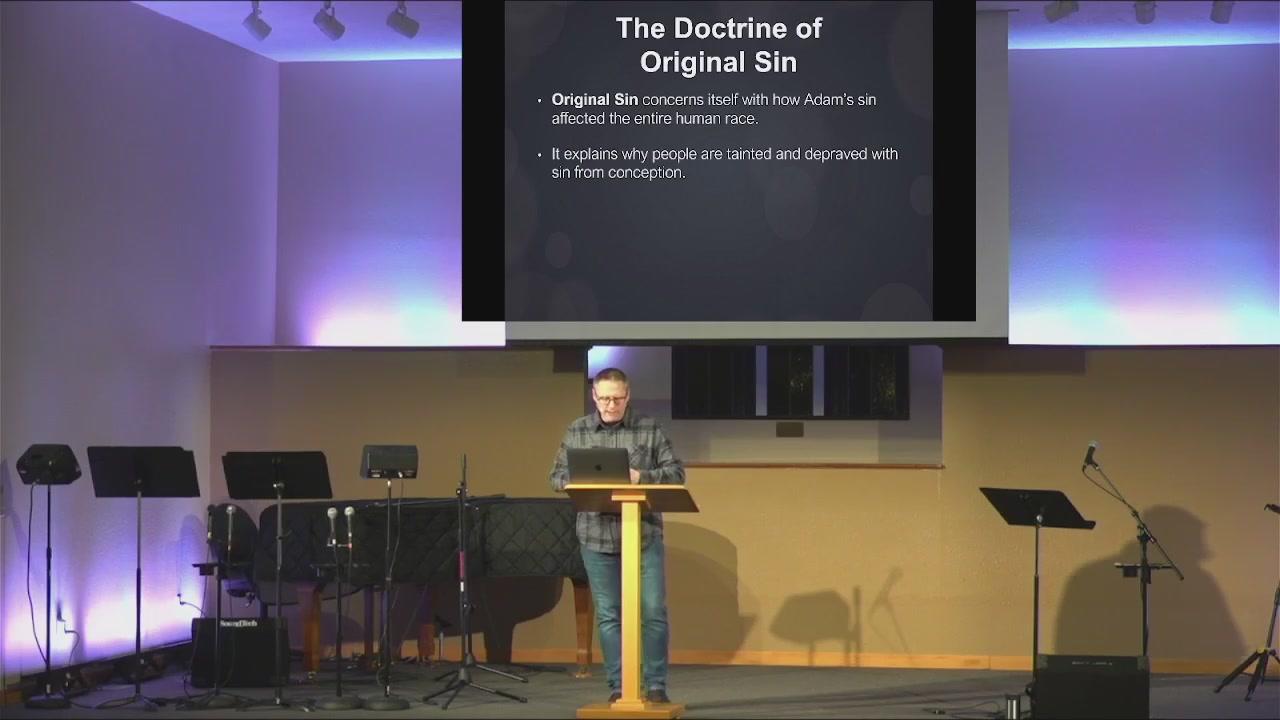 The Doctrine of
Original Sin
• Original Sin concerns itself with how Adam's sin
affected the entire human race.
• It explains why people are tainted and depraved with
sin from conception.
SoundTech